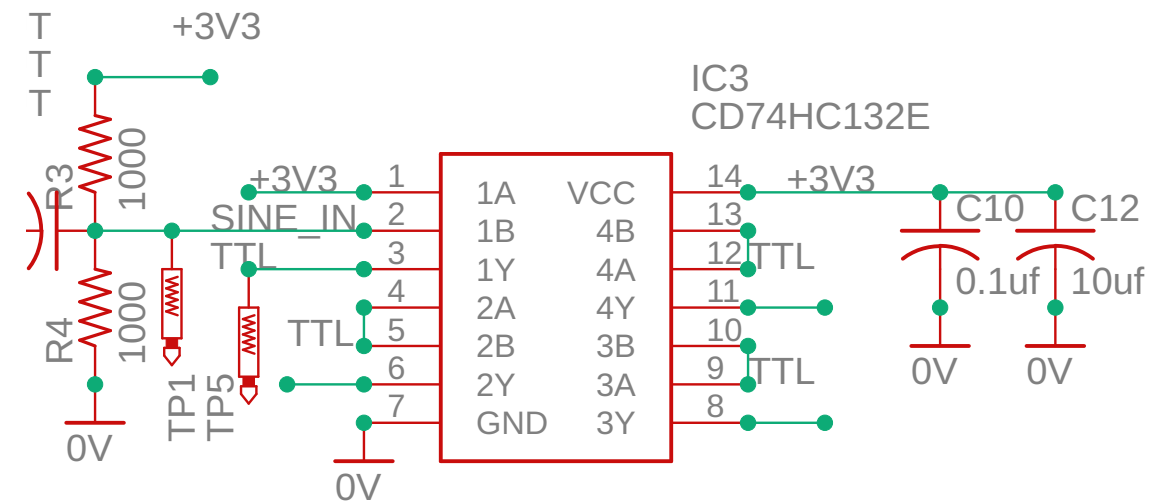 T
T
T
+3V3
R3
1000
R4
1000
0V
SINE_IN
+3V3
TTL
TTL
TP1
TP5
0V
IC3
CD74HC132E
1
2
3
4
5
6
7
1A
1B
1Y
2A
2B
2Y
GND
VCC
4B
4A
4Y
3B
3A
3Y
14
13
12
11
10
9
8
+3V3
TTL
TTL
C10
0.1uf
0V
C12
10uf
0V